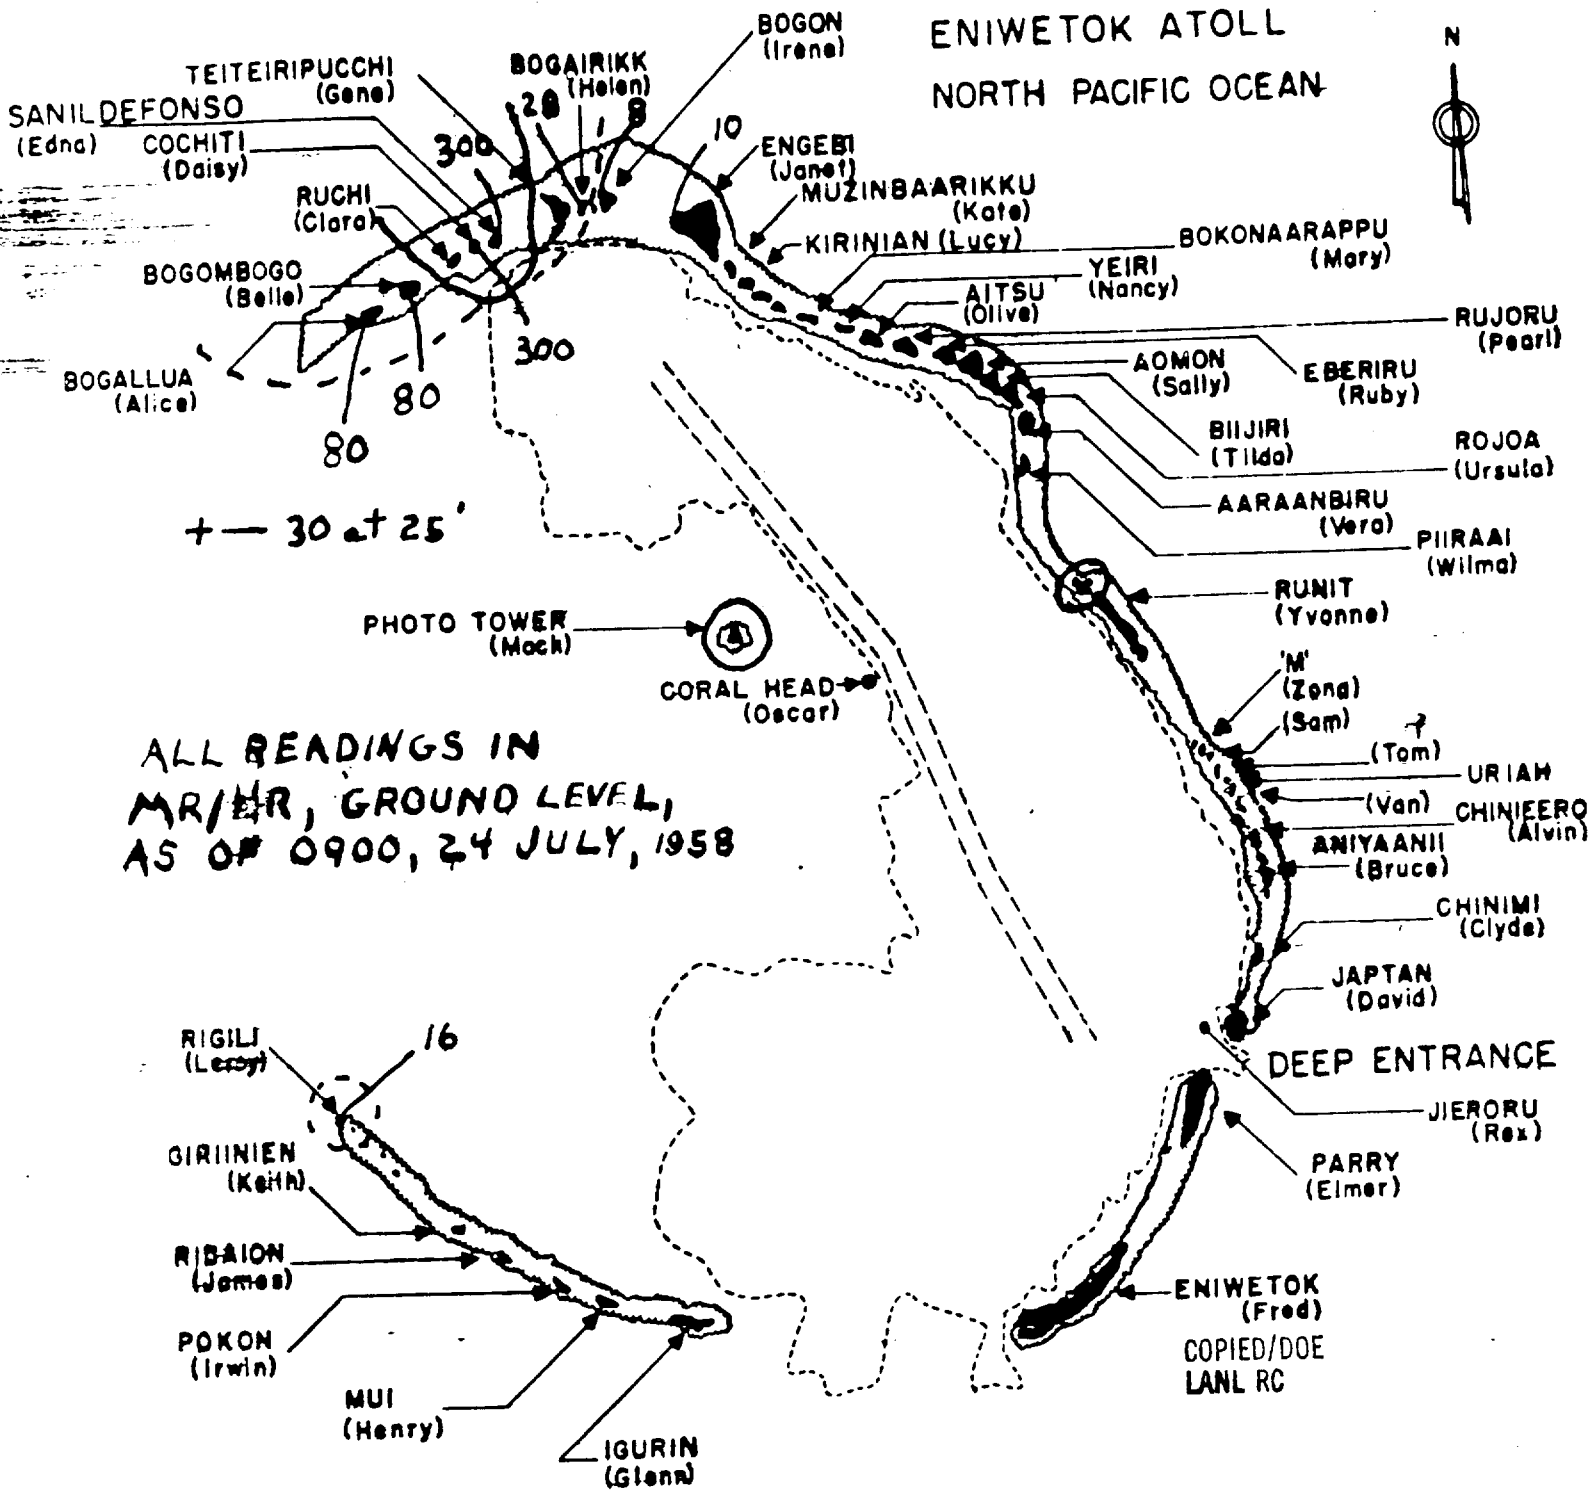 ENIWETOK ATOLL
NORTH PACIFIC OCEAN
N
BOGON
(Irene)
BOGAIRIKK
(Helen)
TEITEIRIPUCCHI
(Gene)
SANILDEFONSO
(Edna)
COCHITI
(Daisy)
RUCHI
(Clara)
BOGOMBOGO
(Belle)
BOGALLUA
(Alice)
300
28
8
10
300
80
80
+ — 30 at 25'
ENGEBI
(Janet)
MUZINBAARIKKU
(Kate)
KIRINIAN (Lucy)
BOKONAARAPPU
(Mary)
YEIRI
(Nancy)
AITSU
(Olive)
RUJORU
(Pearl)
EBERIRU
(Ruby)
AOMON
(Sally)
BIIJIRI
(Tilda)
ROJOA
(Ursula)
AARAANBIRU
(Vera)
PIIRAAI
(Wilma)
RUNIT
(Yvonne)
PHOTO TOWER
(Mack)
CORAL HEAD
(Oscar)
'M'
(Zona)
(Sam)
(Tom)
URIAH
(Van)
CHINIEERO
(Alvin)
ANIYAANII
(Bruce)
CHINIMI
(Clyde)
JAPTAN
(David)
DEEP ENTRANCE
JIERORU
(Rex)
PARRY
(Elmer)
ENIWETOK
(Fred)
COPIED/DOE
LANL RC
ALL READINGS IN
MR/HR, GROUND LEVEL,
AS OF 0900, 24 JULY, 1958
RIGILI
(Leroy)
16
GIRIINIEN
(Keith)
RIBAION
(James)
POKON
(Irwin)
MUI
(Henry)
IGURIN
(Glenn)